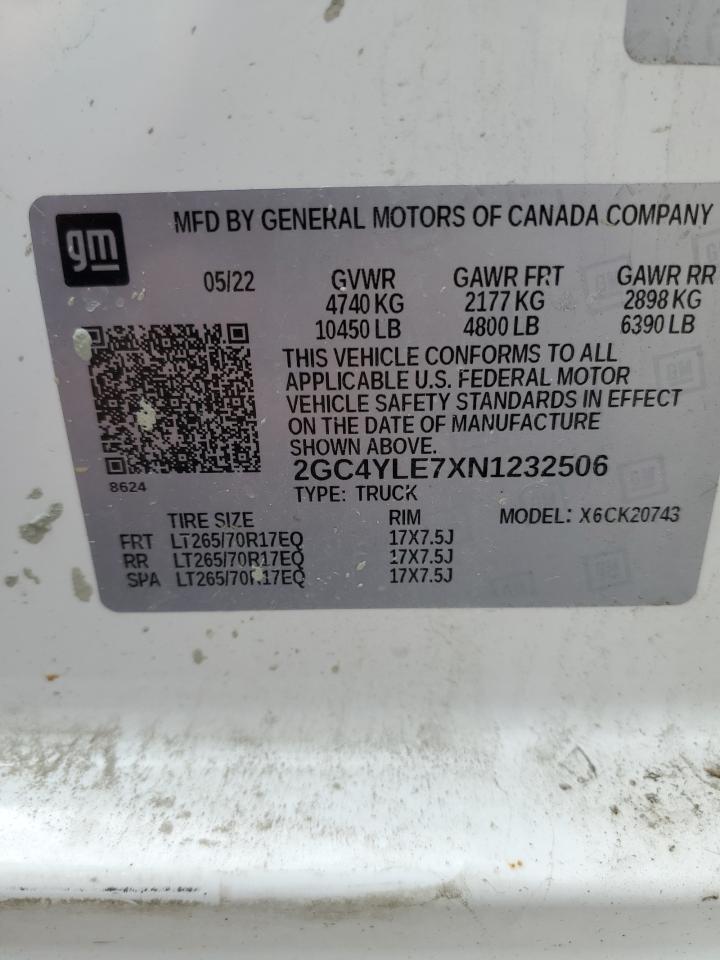 gm
MFD BY GENERAL MOTORS OF CANADA COMPANY
05/22 GVWR GAWR FRT GAWR RR
4740 KG 2177 KG 2898 KG
10450 LB 4800 LB 6390 LB
THIS VEHICLE CONFORMS TO ALL
APPLICABLE U.S. FEDERAL MOTOR
VEHICLE SAFETY STANDARDS IN EFFECT
ON THE DATE OF MANUFACTURE
SHOWN ABOVE.
8624
2GC4YLE7XN1232506
TYPE: TRUCK
TIRE SIZE RIM MODEL: X6CK20743
FRT LT265/70R17EQ 17X7.5J
RR LT265/70R17EQ 17X7.5J
SPA LT265/70R17EQ 17X7.5J